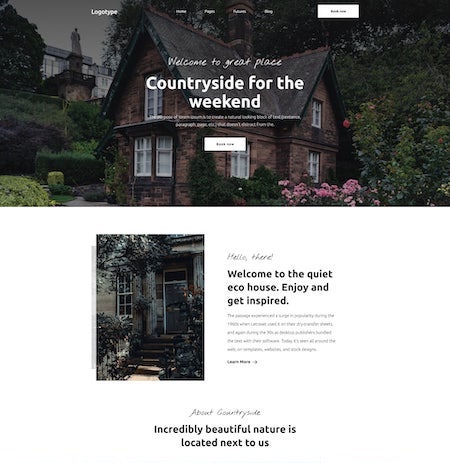 Logotype
Home Pages Futures Blog
Book now
Welcome to great place
Countryside for the
weekend
The purpose of lorem ipsum is to create a natural looking block of text (sentence,
paragraph, page, etc.) that doesn't distract from the.
Book now
Hello, there!
Welcome to the quiet
eco house. Enjoy and
get inspired.
The passage experienced a surge in popularity during the
1960s when Letraset used it on their dry-transfer sheets,
and again during the 90s as desktop publishers bundled
the text with their software. Today it's seen all around the
web; on templates, websites, and stock designs.
Learn More →
About Countryside
Incredibly beautiful nature is
located next to us